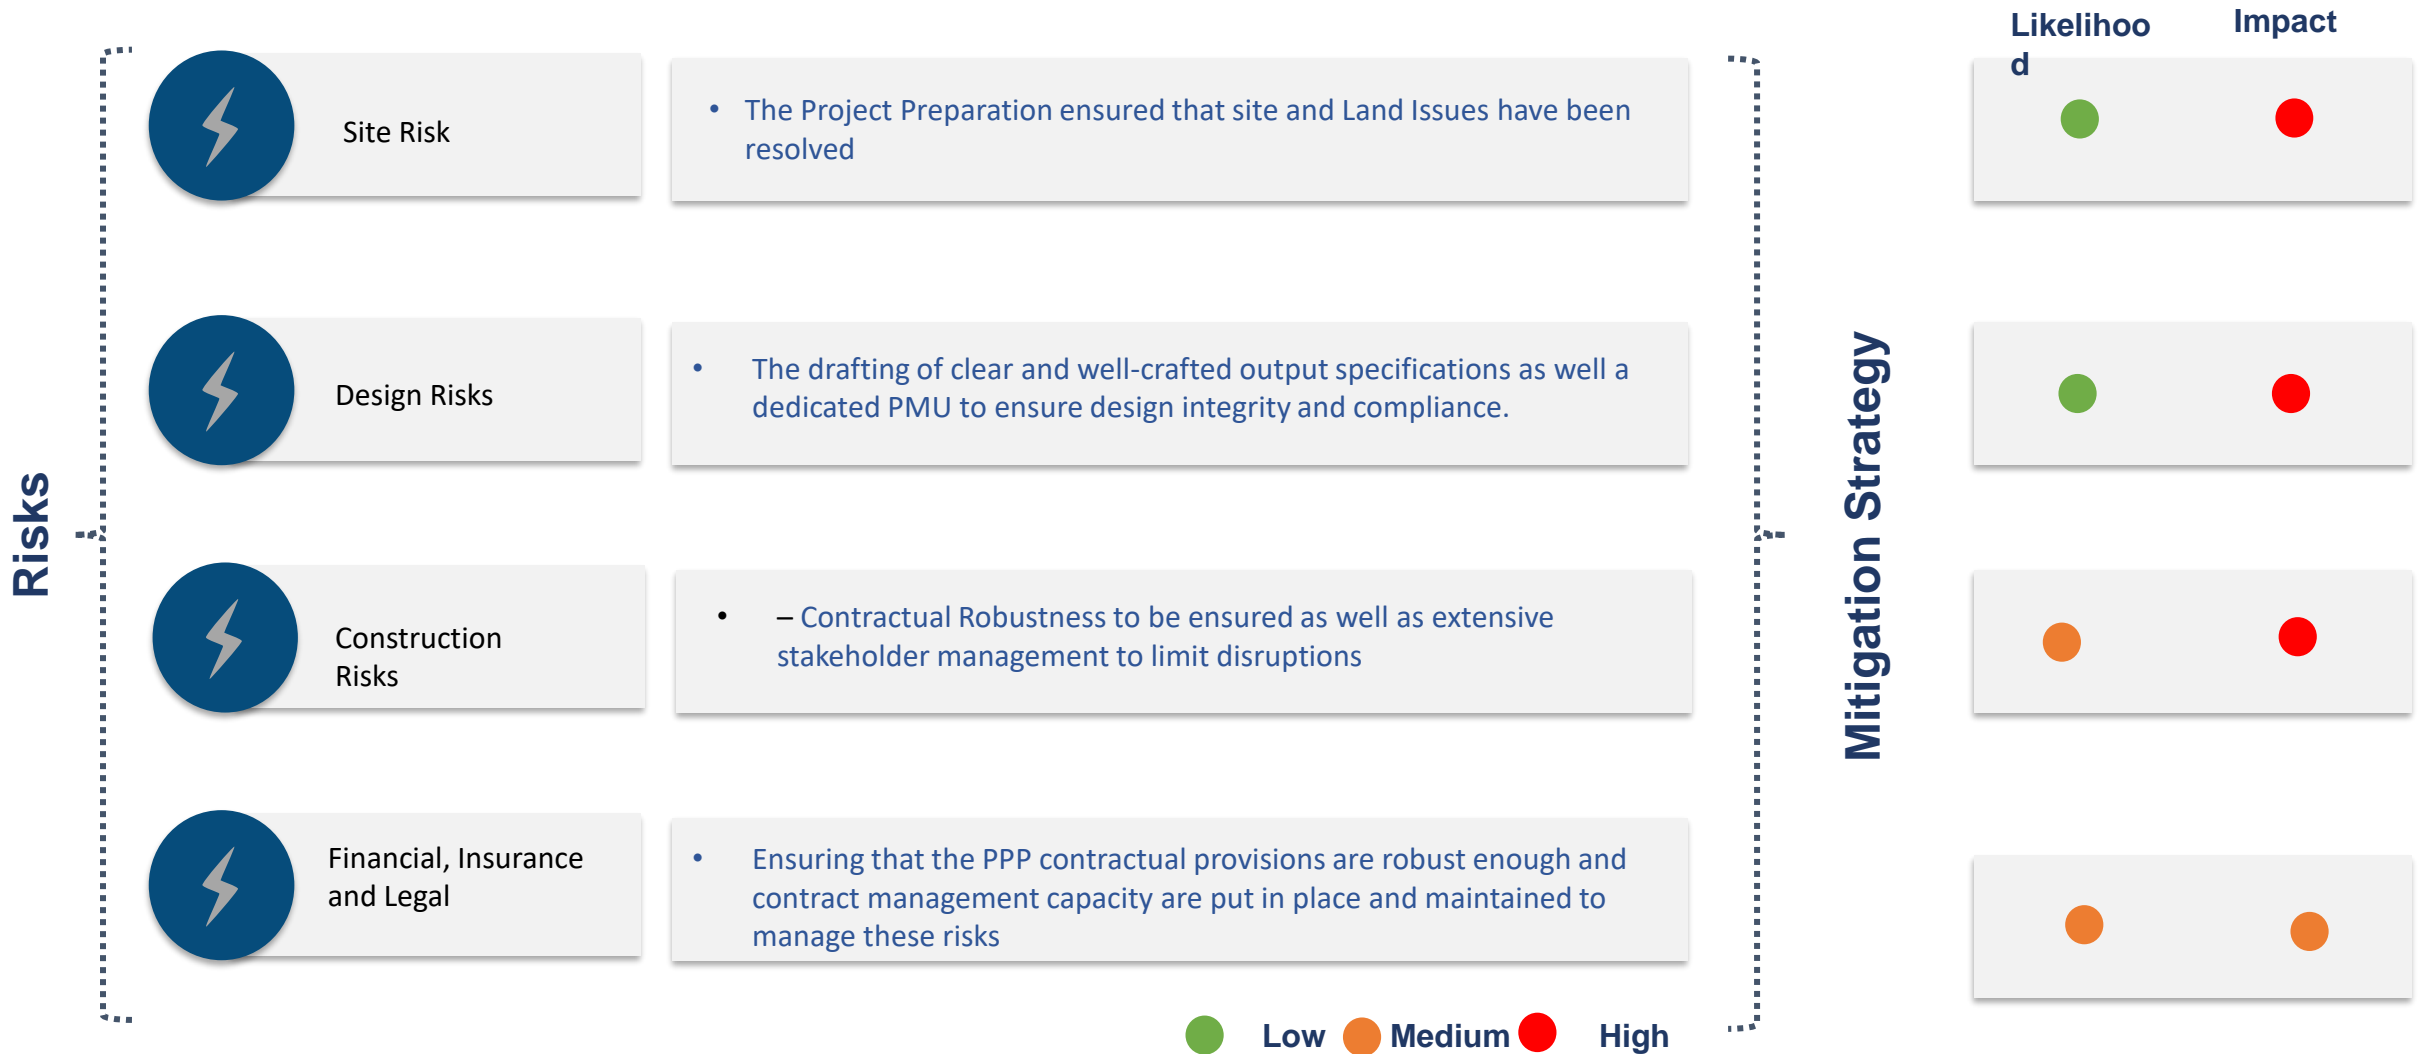 Likelihoo
d
Impact
Risks
Site Risk
• The Project Preparation ensured that site and Land Issues have been
resolved
Design Risks
• The drafting of clear and well-crafted output specifications as well a
dedicated PMU to ensure design integrity and compliance.
Construction
Risks
• – Contractual Robustness to be ensured as well as extensive
stakeholder management to limit disruptions
Financial, Insurance
and Legal
• Ensuring that the PPP contractual provisions are robust enough and
contract management capacity are put in place and maintained to
manage these risks
Mitigation Strategy
Low
Medium
High